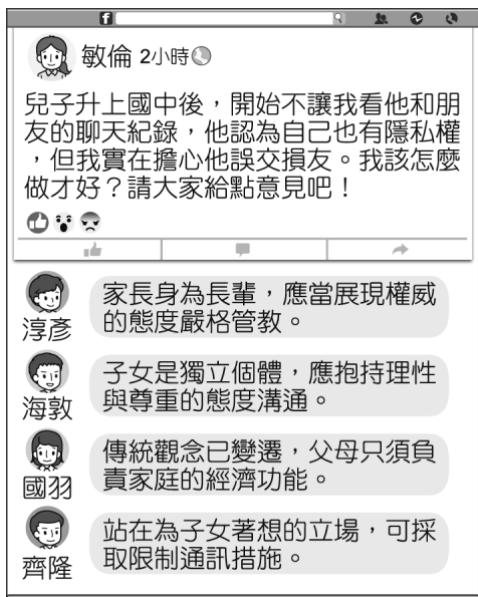 f
敏倫 2小時
兒子升上國中後，開始不讓我看他和朋
友的聊天紀錄，他認為自己也有隱私權
，但我實在擔心他誤交損友。我該怎麼
做才好？請大家給點意見吧！
淳彥
家長身為長輩，應當展現權威
的態度嚴格管教。
海敦
子女是獨立個體，應抱持理性
與尊重的態度溝通。
國羽
傳統觀念已變遷，父母只須負
責家庭的經濟功能。
齊隆
站在為子女著想的立場，可採
取限制通訊措施。